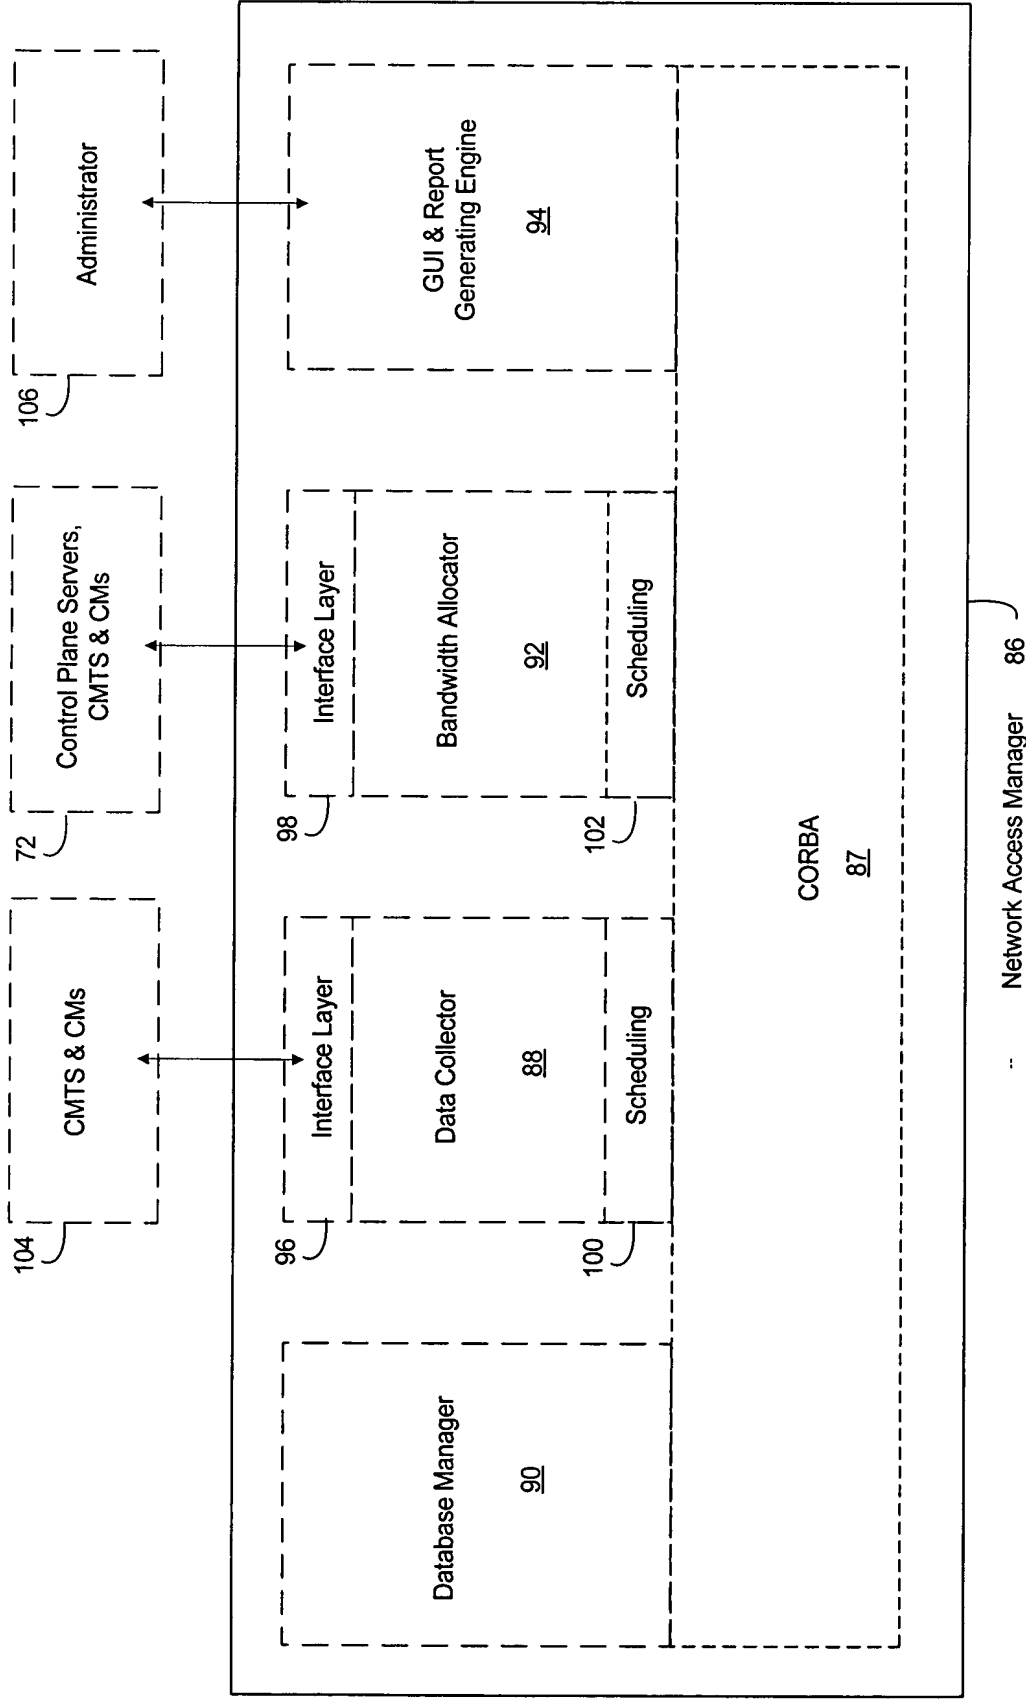 104
CMTS & CMs
72
Control Plane Servers,
CMTS & CMs
106
Administrator
Database Manager
90
96
Interface Layer
Data Collector
88
100
Scheduling
98
Interface Layer
Bandwidth Allocator
92
102
Scheduling
GUI & Report
Generating Engine
94
CORBA
87
-- Network Access Manager 86